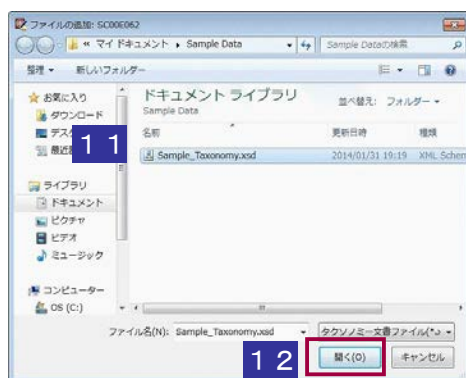 ファイルの追加: SC00E062
« マイ ドキュメント ▸ Sample Data
Sample Dataの検索
整理 新しいフォルダー
お気に入り
ダウンロード
デスク
最近
11
ライブラリ
ドキュメント
ピクチャ
ビデオ
ミュージック
コンピューター
OS (C:)
ドキュメント ライブラリ
Sample Data
並べ替え: フォルダー
名前 更新日時 種類
Sample_Taxonomy.xsd 2014/01/31 19:19 XML Schem
ファイル名(N): Sample_Taxonomy.xsd
タクソノミー文書ファイル(*.
12
開く(O) キャンセル